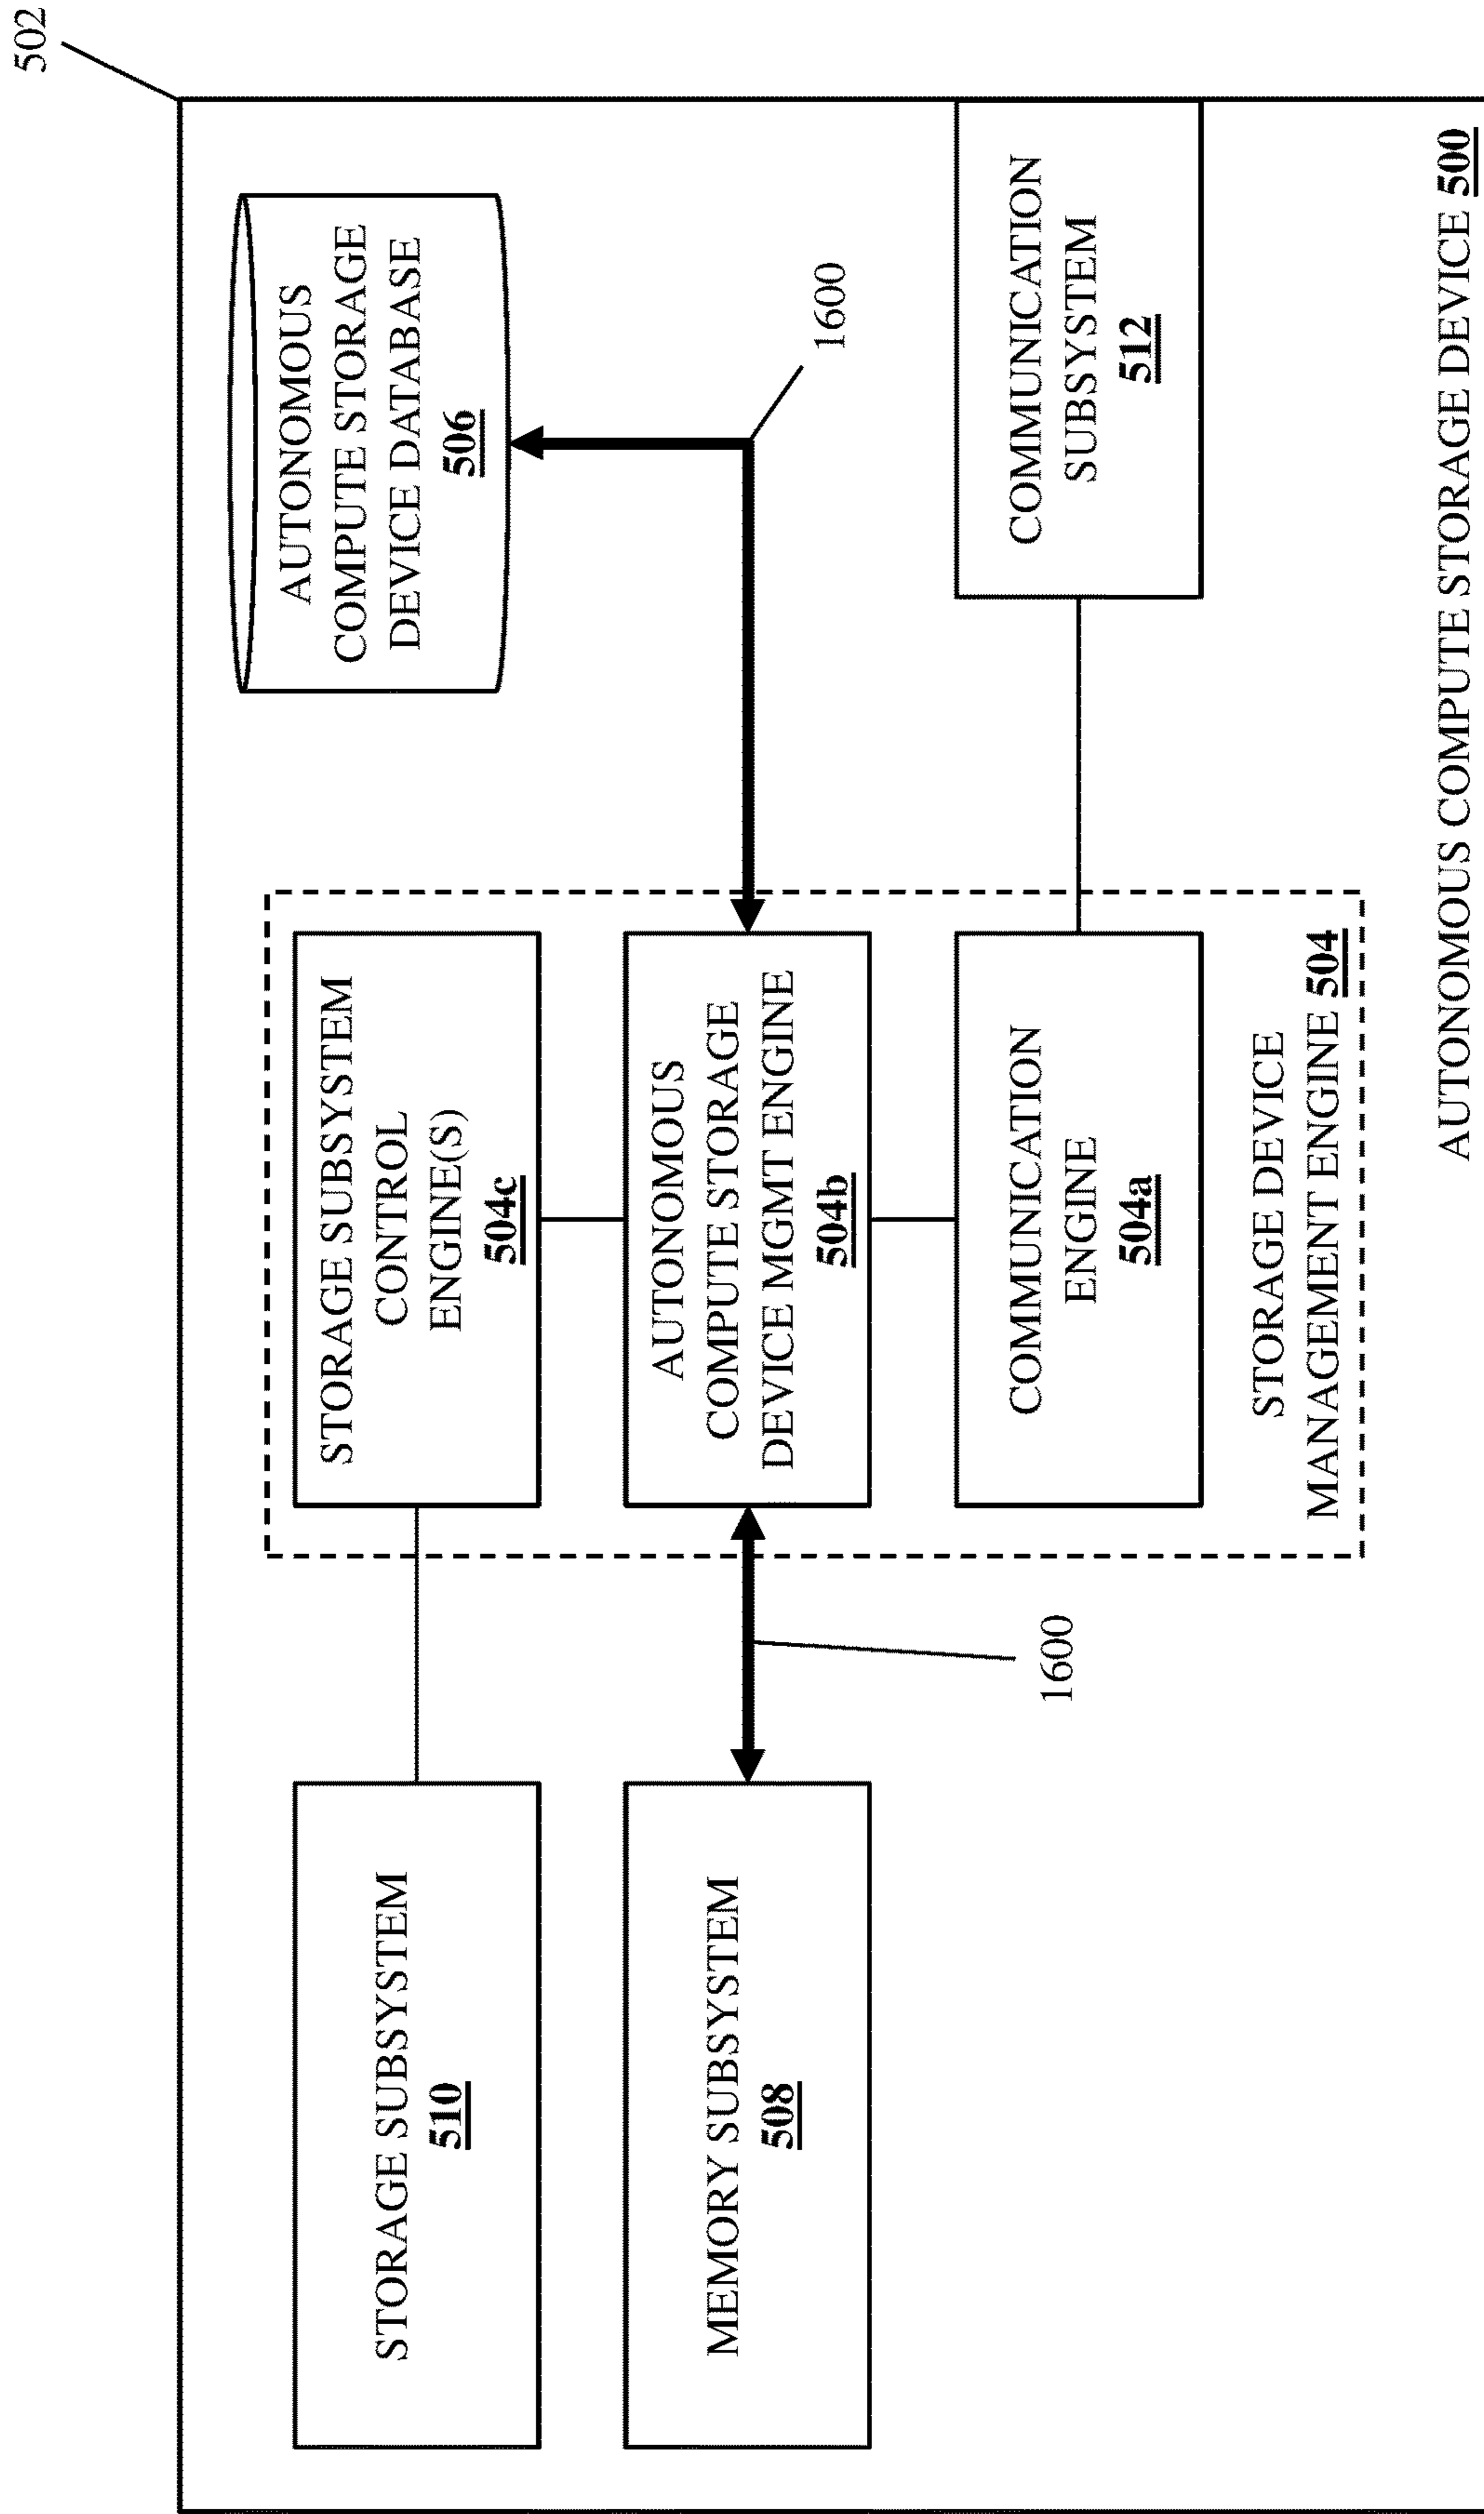 502
STORAGE SUBSYSTEM
510
STORAGE SUBSYSTEM
CONTROL
ENGINE(S)
504c
AUTONOMOUS
COMPUTE STORAGE
DEVICE DATABASE
506
MEMORY SUBSYSTEM
508
AUTONOMOUS
COMPUTE STORAGE
DEVICE MGMT ENGINE
504b
1600
1600
COMMUNICATION
ENGINE
504a
COMMUNICATION
SUBSYSTEM
512
STORAGE DEVICE
MANAGEMENT ENGINE 504
AUTONOMOUS COMPUTE STORAGE DEVICE 500